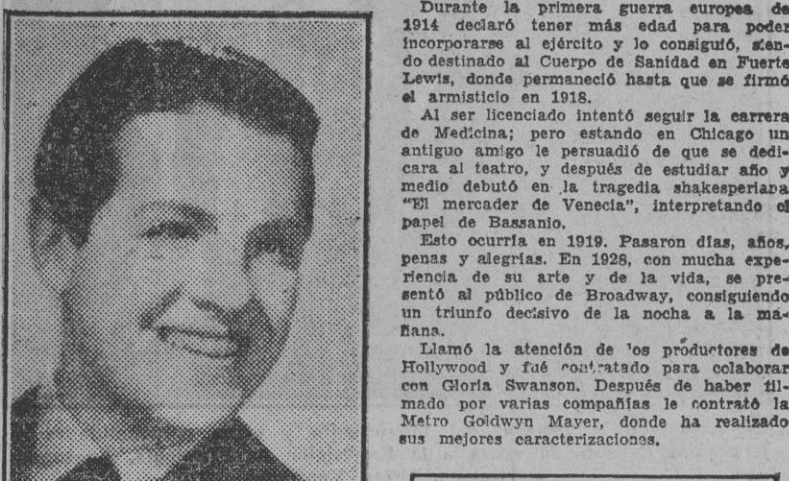 Durante la primera guerra europea de
1914 declaró tener más edad para poder
incorporarse al ejército y lo consiguió, sien-
do destinado al Cuerpo de Sanidad en Fuerte
Lewis, donde permaneció hasta que se firmó
el armisticio en 1918.
Al ser licenciado intentó seguir la carrera
de Medicina; pero estando en Chicago un
antiguo amigo le persuadió de que se dedi-
cara al teatro, y después de estudiar año y
medio debutó en la tragedia shakesperiana
"El mercader de Venecia", interpretando el
papel de Bassanio.
Esto ocurría en 1919. Pasaron días, años,
penas y alegrías. En 1928, con mucha expe-
riencia de su arte y de la vida, se pre-
sentó al público de Broadway, consiguiendo
un triunfo decisivo de la nocha a la ma-
ñana.
Llamó la atención de los productores de
Hollywood y fué contratado para colaborar
con Gloria Swanson. Después de haber fil-
mado por varias compañías le contrató la
Metro Goldwyn Mayer, donde ha realizado
sus mejores caracterizaciones.